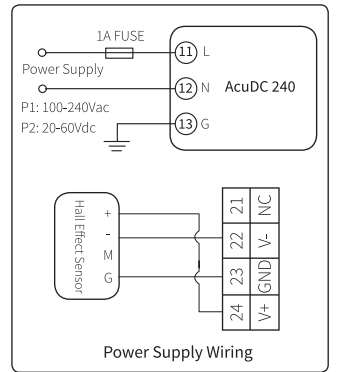 1A FUSE
11 L
Power Supply
12 N AcuDC 240
P1: 100-240Vac
P2: 20-60Vdc
13 G
Hall Effect Sensor
+
-
M
G
21 NC
22 V-
23 GND
24 V+
Power Supply Wiring